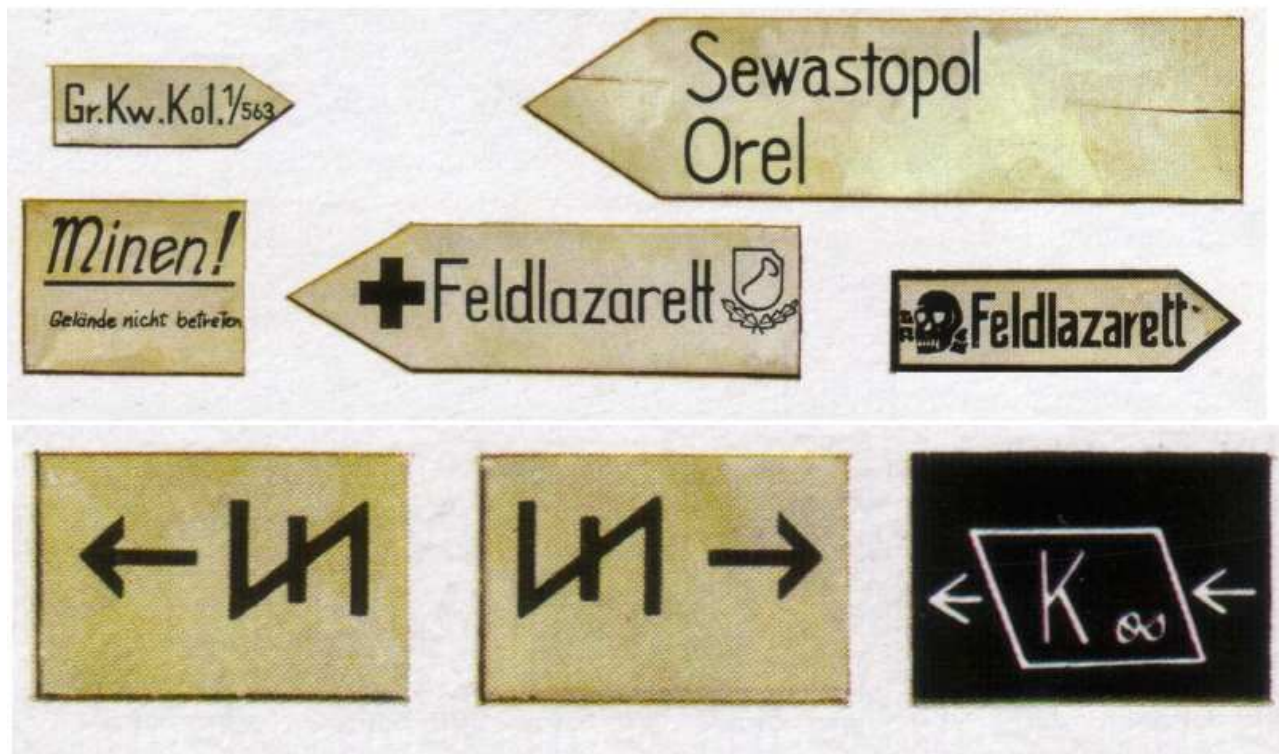 Gr.Kw.Kol.1/563
Sewastopol
Orel
Minen!
Gelände nicht betreten
Feldlazarett
Feldlazarett
K